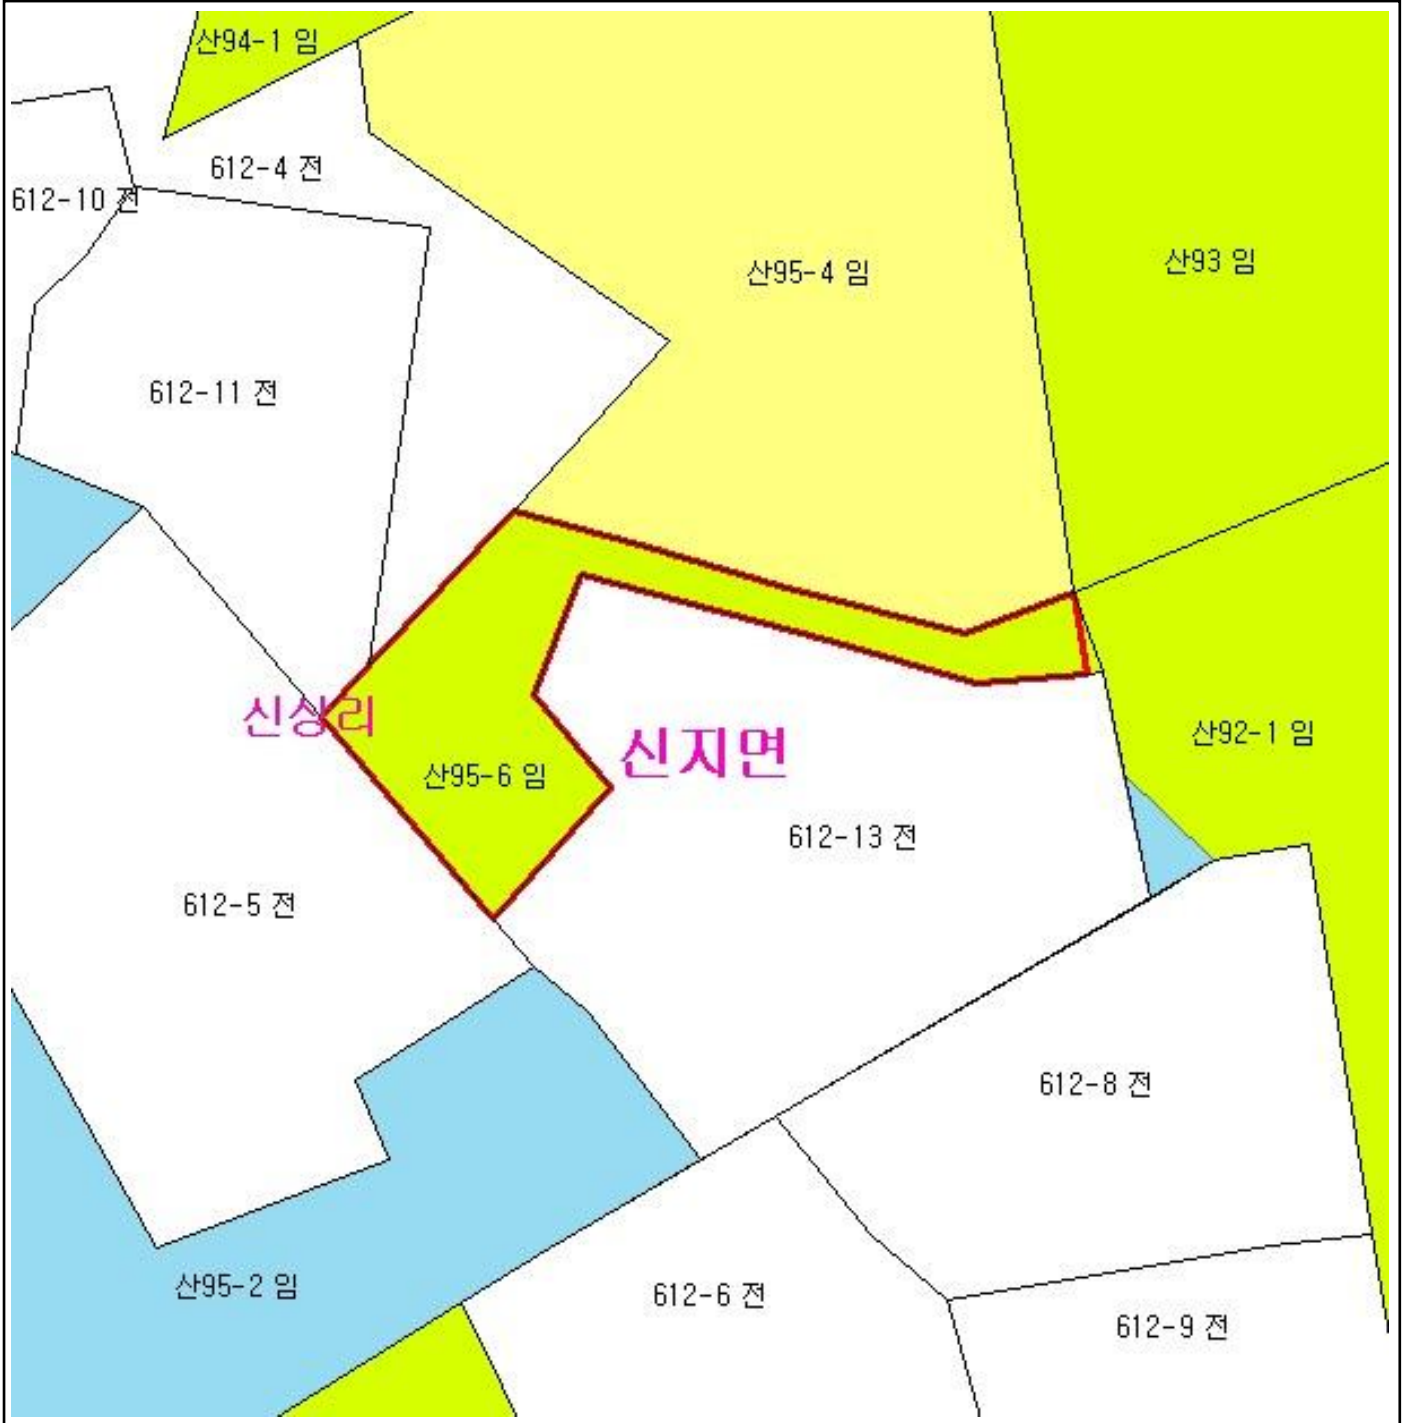 산94-1 임
612-4 전
612-10 전
산95-4 임
산93 임
612-11 전
신상리
신지면
산92-1 임
산95-6 임
612-13 전
612-5 전
612-8 전
산95-2 임
612-6 전
612-9 전